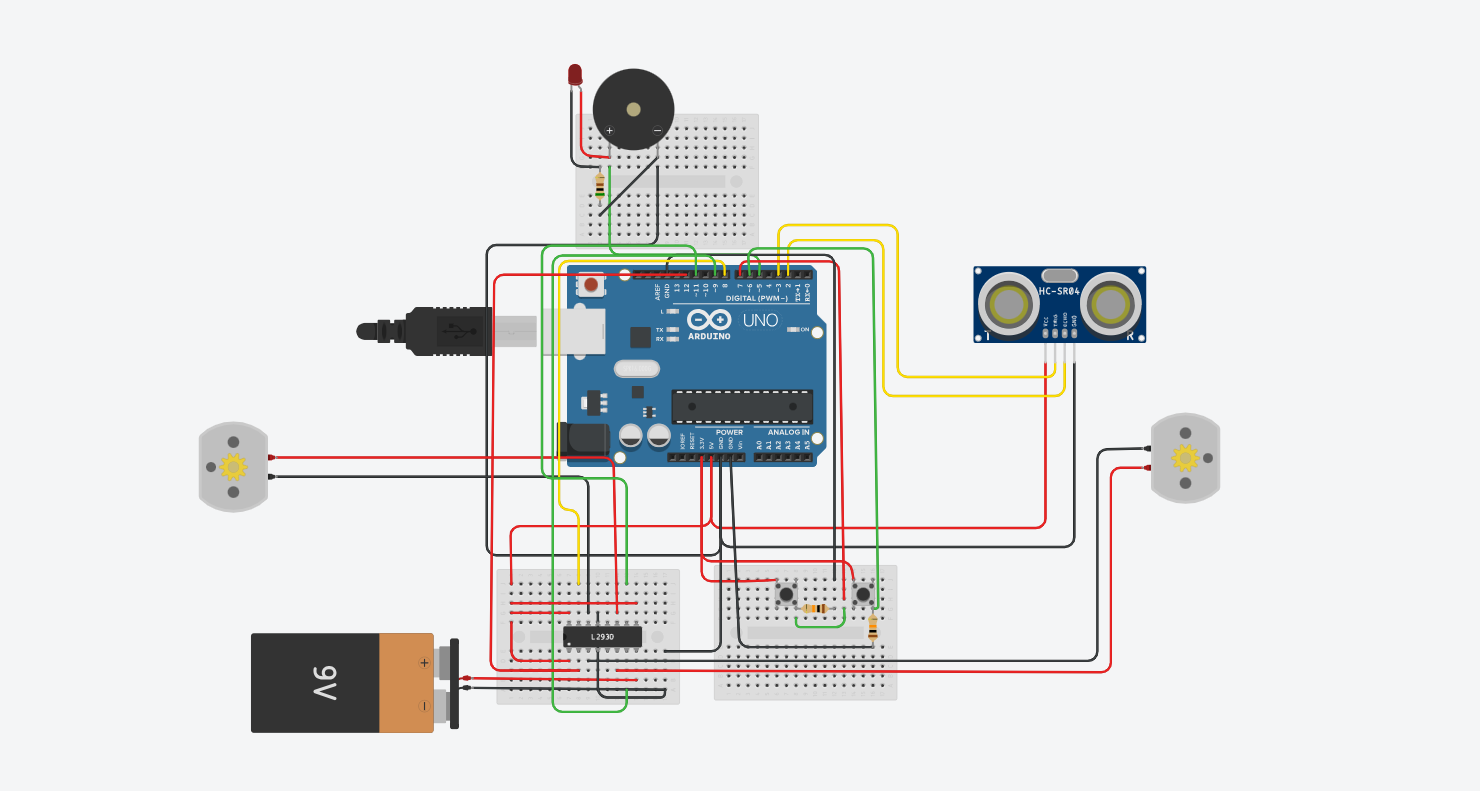 + −
AREF
GND
13
12
~11
~10
~9
8
7
~6
~5
4
~3
2
TX→1
RX←0
DIGITAL (PWM~)
L
TX
RX
ARDUINO
UNO
ON
HC-SR04
VCC
TRIG
ECHO
GND
T
R
POWER
ANALOG IN
IOREF
RESET
3.3V
5V
GND
GND
Vin
A0
A1
A2
A3
A4
A5
L293D
9V
+
−